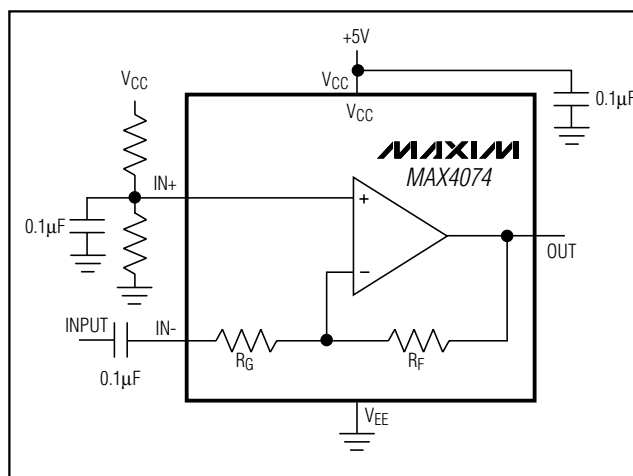 +5V
VCC
VCC
VCC
0.1µF
MAXIM
MAX4074
IN+
+
0.1µF
−
OUT
INPUT
IN-
RG
RF
0.1µF
VEE